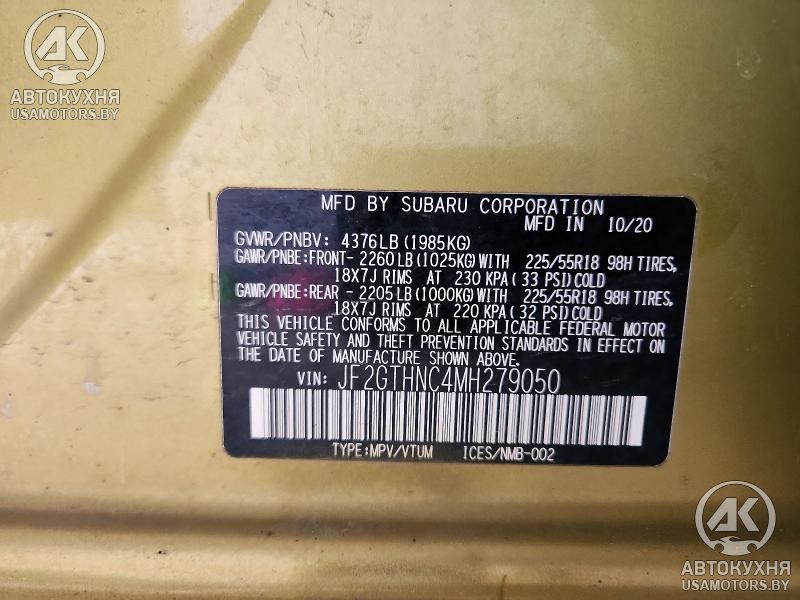 AK
АВТОКУХНЯ
USAMOTORS.BY
MFD BY SUBARU CORPORATION
MFD IN 10/20
GVWR/PNBV: 4376LB (1985KG)
GAWR/PNBE:FRONT- 2260LB (1025KG) WITH 225/55R18 98H TIRES,
18X7J RIMS AT 230 KPA ( 33 PSI) COLD
GAWR/PNBE:REAR - 2205LB (1000KG) WITH 225/55R18 98H TIRES,
18X7J RIMS AT 220 KPA ( 32 PSI) COLD
THIS VEHICLE CONFORMS TO ALL APPLICABLE FEDERAL MOTOR
VEHICLE SAFETY AND THEFT PREVENTION STANDARDS IN EFFECT ON
THE DATE OF MANUFACTURE SHOWN ABOVE.
VIN: JF2GTHNC4MH279050
TYPE:MPV/VTUM ICES/NMB-002
AK
АВТОКУХНЯ
USAMOTORS.BY